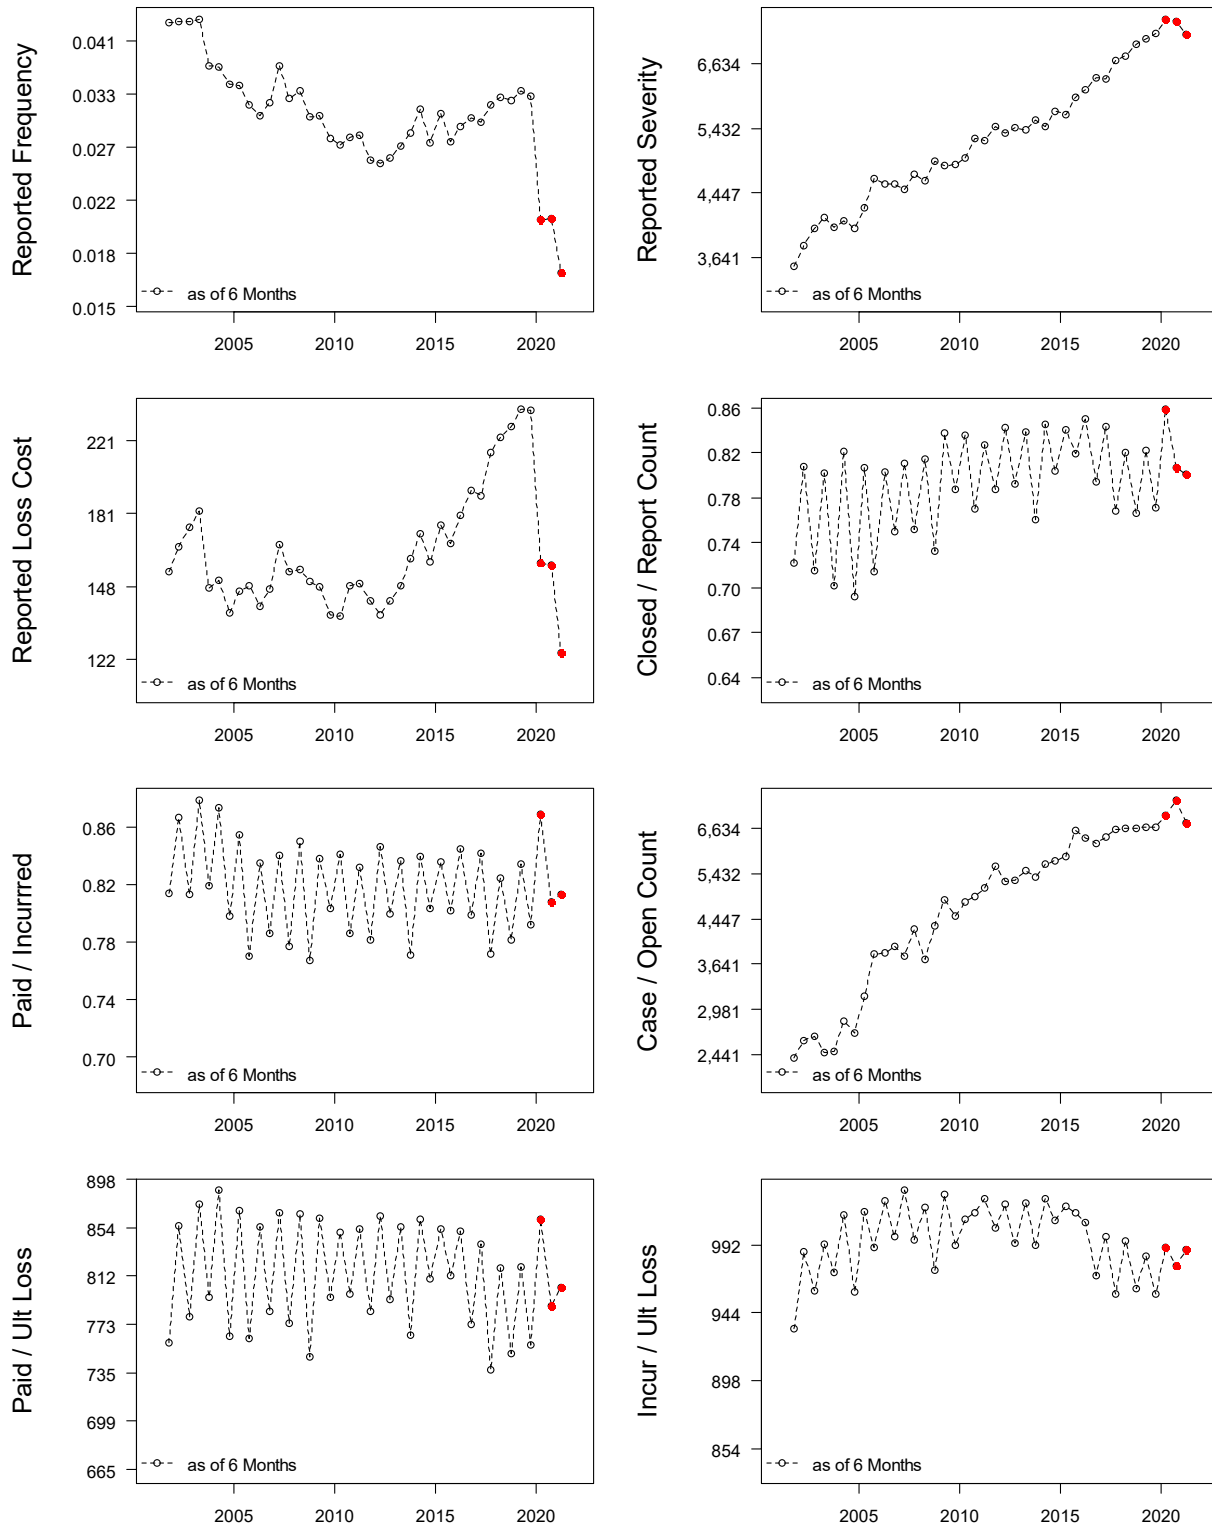 Reported Frequency
0.041
0.033
0.027
0.022
0.018
0.015
as of 6 Months
2005 2010 2015 2020
Reported Severity
6,634
5,432
4,447
3,641
as of 6 Months
2005 2010 2015 2020
Reported Loss Cost
221
181
148
122
as of 6 Months
2005 2010 2015 2020
Closed / Report Count
0.86
0.82
0.78
0.74
0.70
0.67
0.64
as of 6 Months
2005 2010 2015 2020
Paid / Incurrred
0.86
0.82
0.78
0.74
0.70
as of 6 Months
2005 2010 2015 2020
Case / Open Count
6,634
5,432
4,447
3,641
2,981
2,441
as of 6 Months
2005 2010 2015 2020
Paid / Ult Loss
898
854
812
773
735
699
665
as of 6 Months
2005 2010 2015 2020
Incur / Ult Loss
992
944
898
854
as of 6 Months
2005 2010 2015 2020